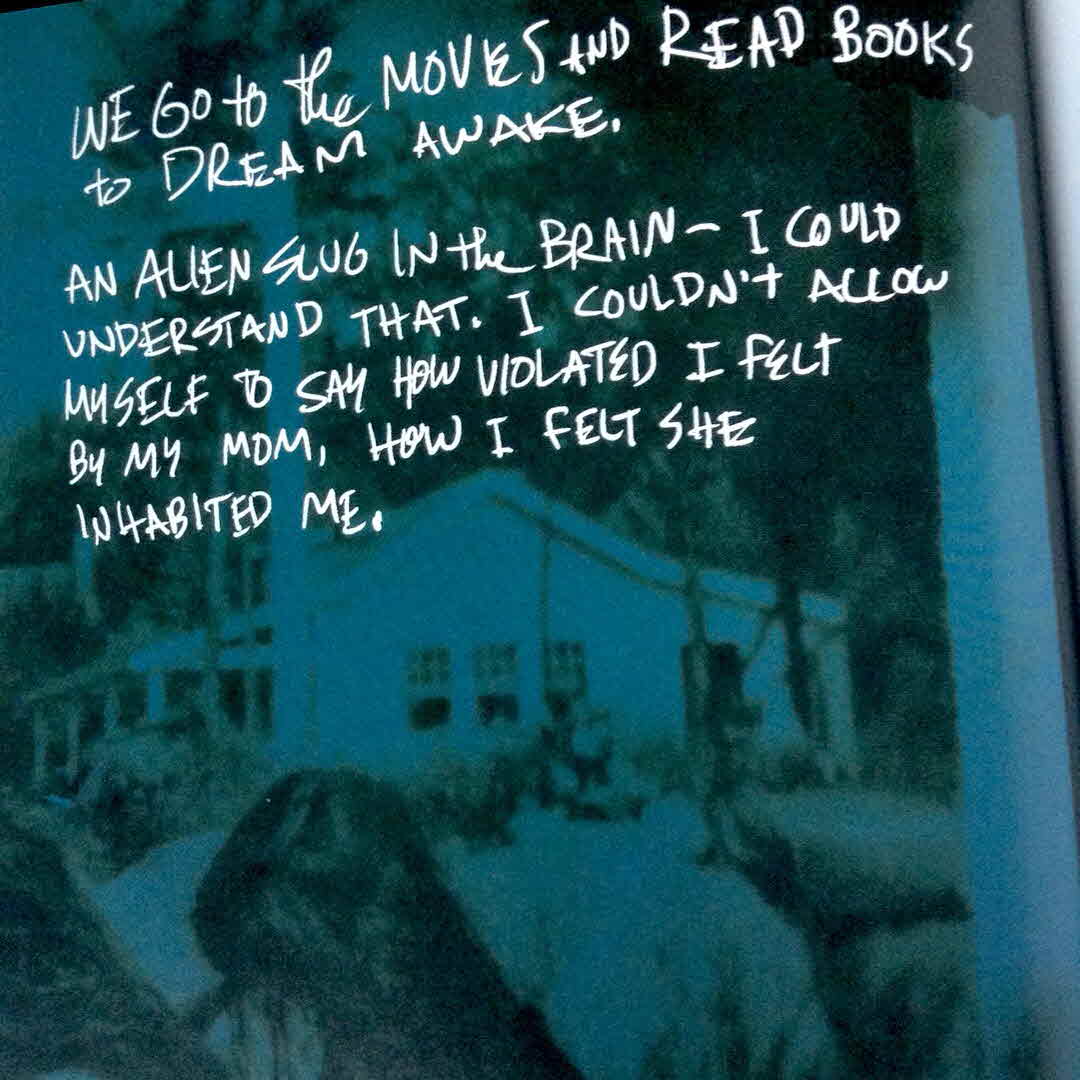 WE GO to the MOVIES AND READ BOOKS
to DREAM AWAKE.
AN ALIEN SLUG IN the BRAIN — I COULD
UNDERSTAND THAT. I COULDN'T ALLOW
MYSELF TO SAY HOW VIOLATED I FELT
BY MY MOM, HOW I FELT SHE
INHABITED ME.